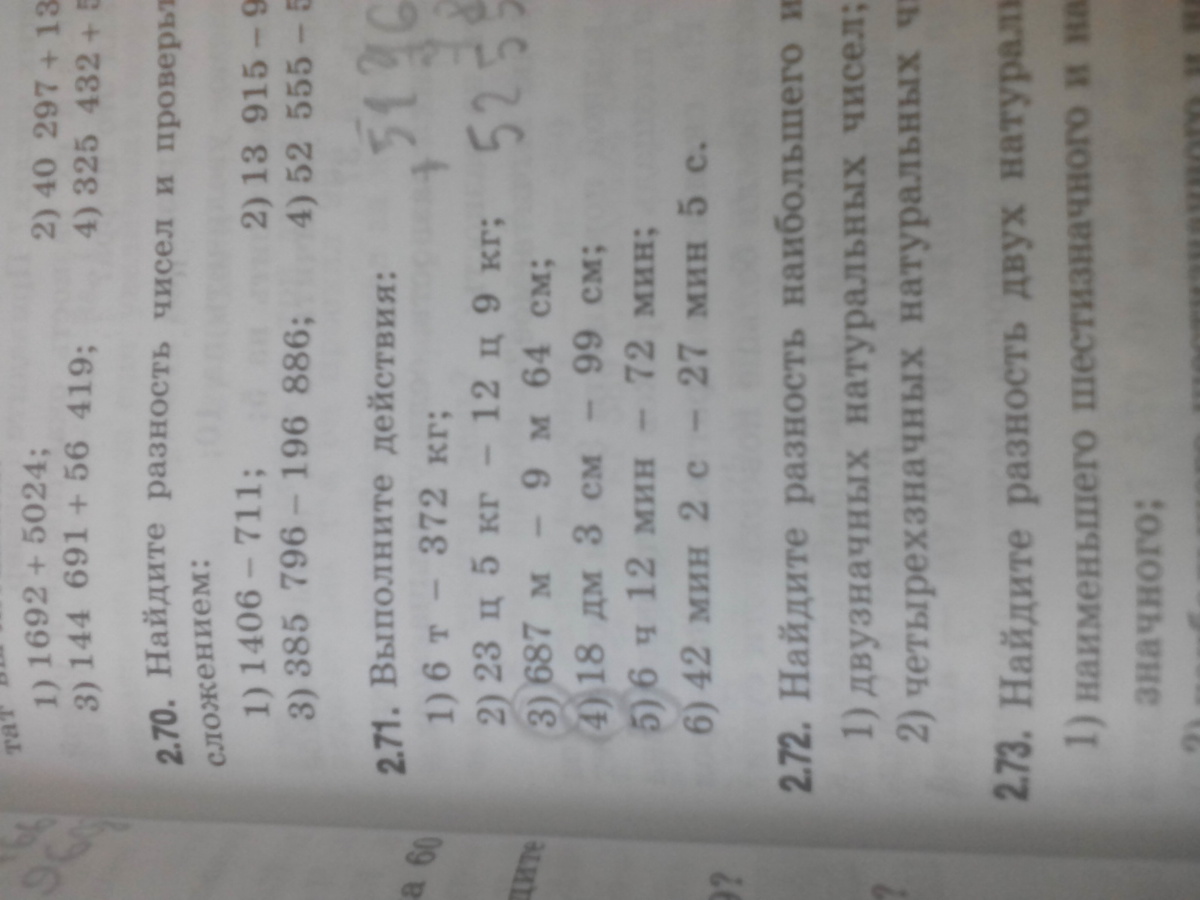 1) 1692 + 5024;
2) 40 297 + 13
3) 144 691 + 56 419;
4) 325 432 + 5
2.70. Найдите разность чисел и
сложением:
1) 1406 − 711;
2) 13 915 − 9
3) 385 796 − 196 886;
4) 52 555 − 5
2.71. Выполните действия:
1) 6 т − 372 кг;
2) 23 ц 5 кг − 12 ц 9 кг;
3) 687 м − 9 м 64 см;
4) 18 дм 3 см − 99 см;
5) 6 ч 12 мин − 72 мин;
6) 42 мин 2 с − 27 мин 5 с.
2.72. Найдите разность наибольшего и
1) двузначных натуральных чисел;
2) четырехзначных натуральных
2.73. Найдите разность двух
1) наименьшего шестизначного и
значного;
а 60